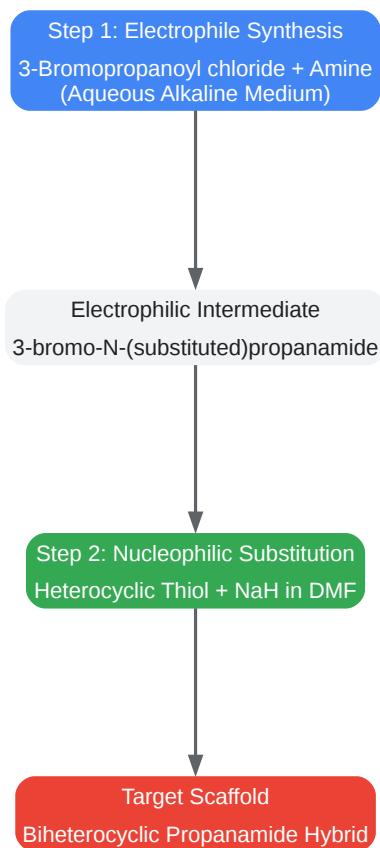 Step 1: Electrophile Synthesis
3-Bromopropanoyl chloride + Amine
(Aqueous Alkaline Medium)
Electrophilic Intermediate
3-bromo-N-(substituted)propanamide
Step 2: Nucleophilic Substitution
Heterocyclic Thiol + NaH in DMF
Target Scaffold
Biheterocyclic Propanamide Hybrid